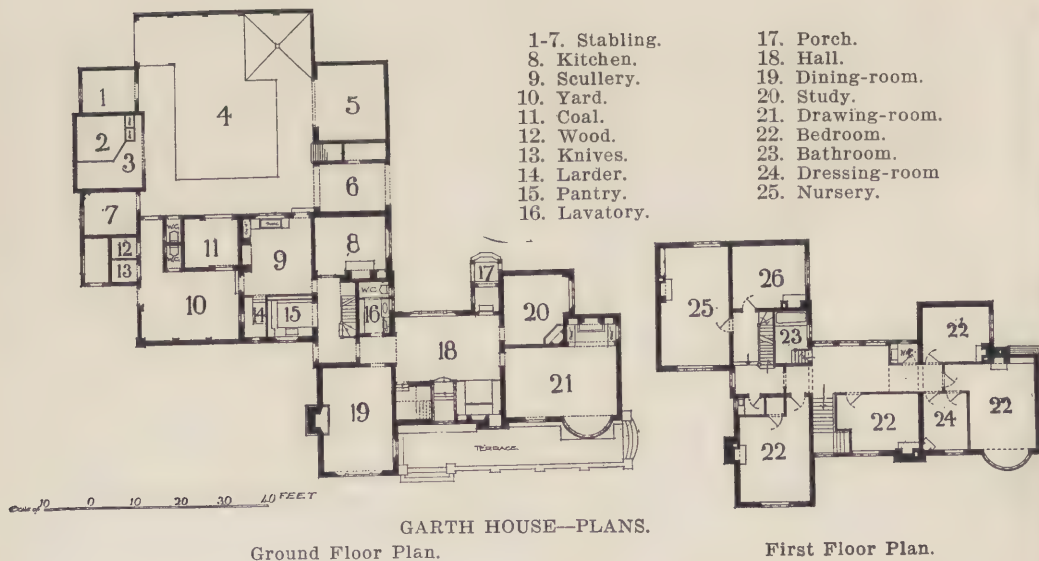 1-7. Stabling.
8. Kitchen.
9. Scullery.
10. Yard.
11. Coal.
12. Wood.
13. Knives.
14. Larder.
15. Pantry.
16. Lavatory.
17. Porch.
18. Hall.
19. Dining-room.
20. Study.
21. Drawing-room.
22. Bedroom.
23. Bathroom.
24. Dressing-room
25. Nursery.
1
2
3
4
5
6
7
8
9
10
11
12
13
14
15
W.C.
16
17
18
19
20
21
TERRACE
25
26
23
W.C.
22
22
22
24
22
Scale of 10 0 10 20 30 40 FEET
GARTH HOUSE—PLANS.
Ground Floor Plan.
First Floor Plan.